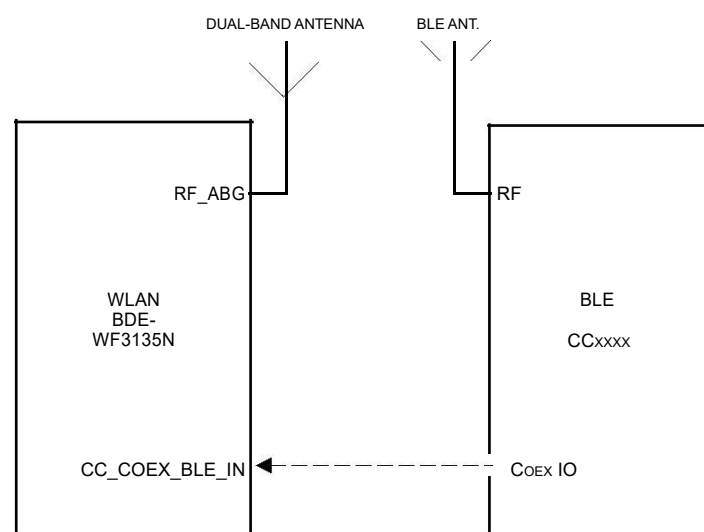 DUAL-BAND ANTENNA
BLE ANT.
RF_ABG
RF
WLAN
BDE-
WF3135N
BLE
CCxxxx
CC_COEX_BLE_IN
COEX IO